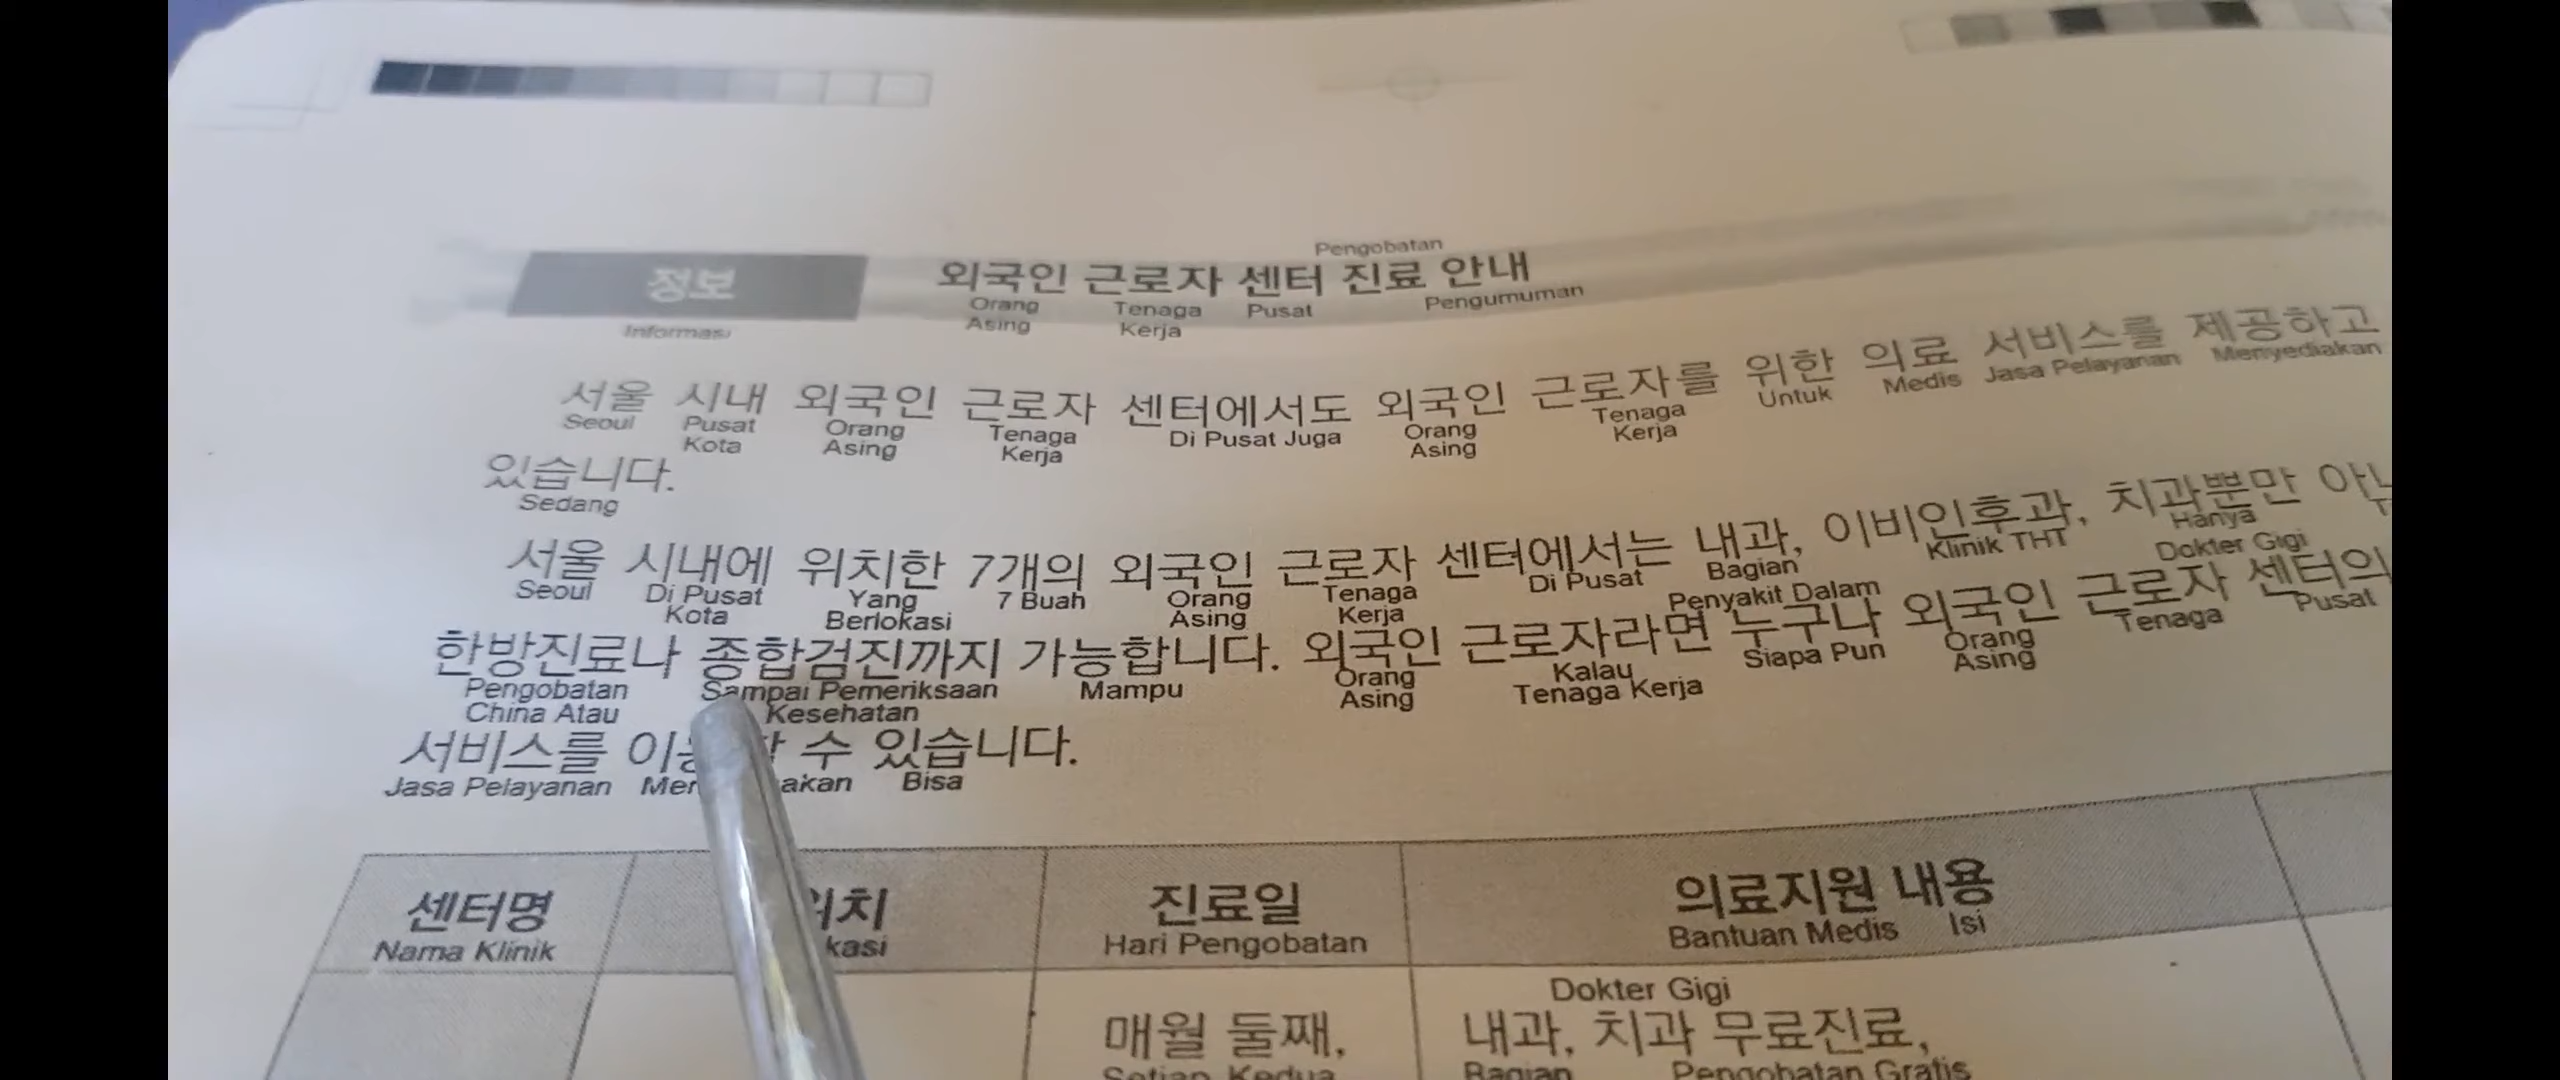 Pengobatan
정보 외국인 근로자 센터 진료 안내
Informasi Orang Asing Tenaga Kerja Pusat Pengumuman
서울 시내 외국인 근로자 센터에서도 외국인 근로자를 위한 의료 서비스를 제공하고
Seoul Pusat Kota Orang Asing Tenaga Kerja Di Pusat Juga Orang Asing Tenaga Kerja Untuk Medis Jasa Pelayanan Menyediakan
있습니다.
Sedang
서울 시내에 위치한 7개의 외국인 근로자 센터에서는 내과, 이비인후과, 치과뿐만
Seoul Di Pusat Kota Yang Berlokasi 7 Buah Orang Asing Tenaga Kerja Di Pusat Bagian Penyakit Dalam Klinik THT Hanya Dokter Gigi
한방진료나 종합검진까지 가능합니다. 외국인 근로자라면 누구나 외국인 근로자 센터의
Pengobatan China Atau Sampai Pemeriksaan Kesehatan Mampu Orang Asing Kalau Tenaga Kerja Siapa Pun Orang Asing Tenaga Pusat
서비스를 수 있습니다.
Jasa Pelayanan Bisa
센터명 진료일 의료지원 내용
Nama Klinik Hari Pengobatan Bantuan Medis Isi
Dokter Gigi
매월 둘째, 내과, 치과 무료진료,
Setiap Kedua Bagian Pengobatan Gratis